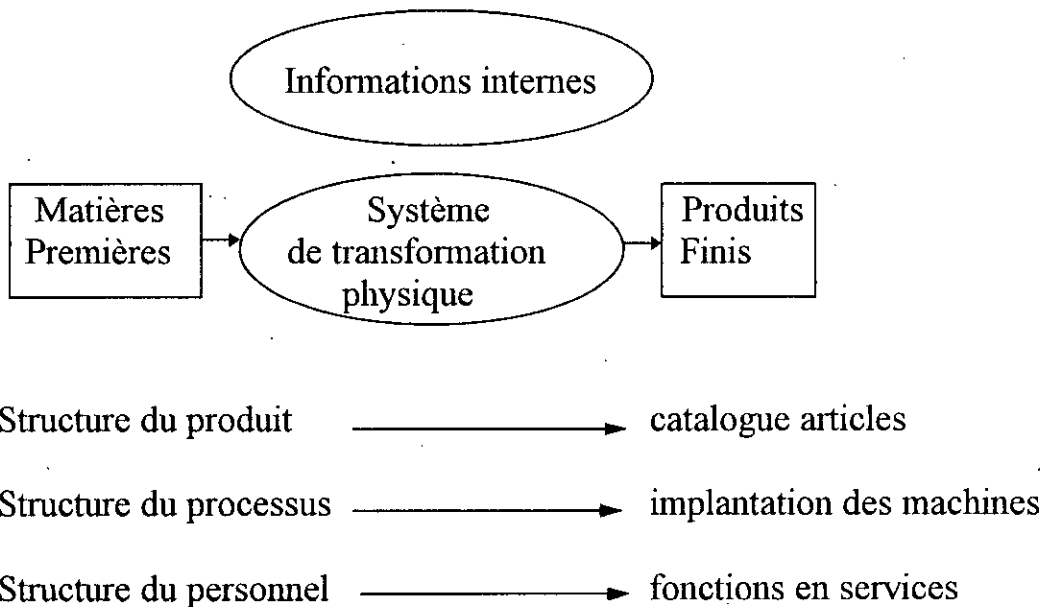 Informations internes
Matières
Premières
Système
de transformation
physique
Produits
Finis
Structure du produit
catalogue articles
Structure du processus
implantation des machines
Structure du personnel
fonctions en services